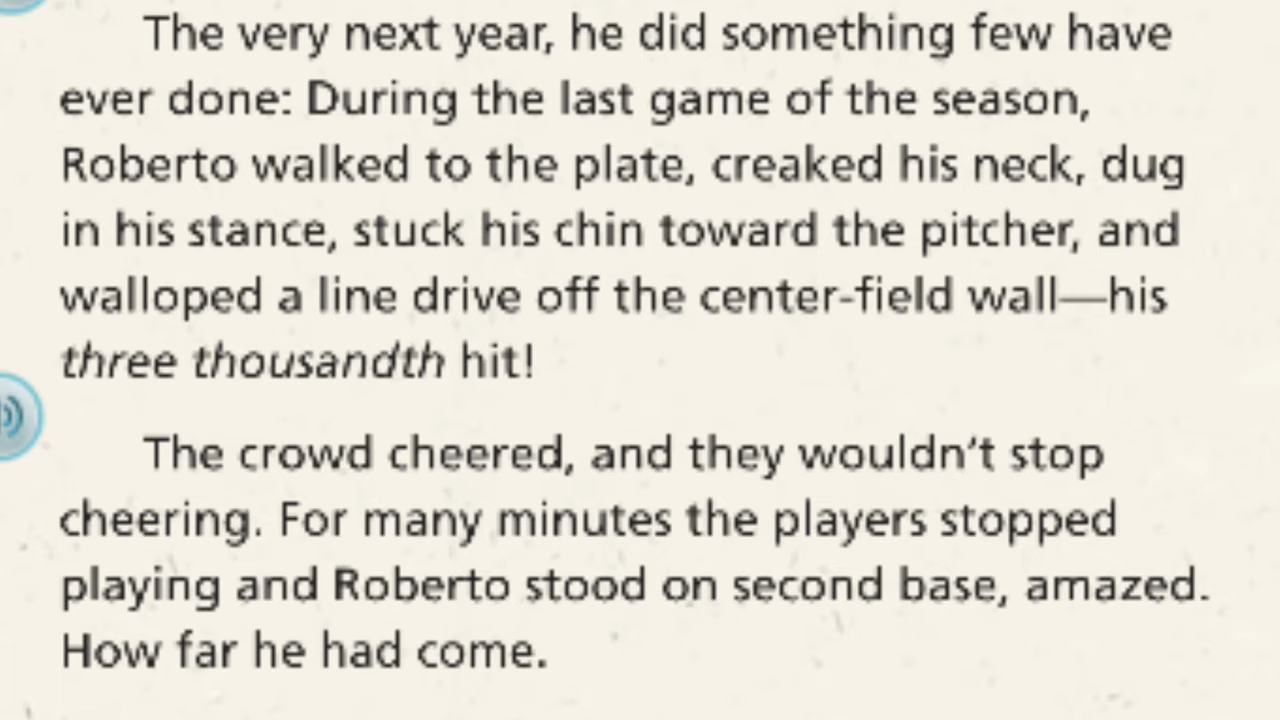 The very next year, he did something few have
ever done: During the last game of the season,
Roberto walked to the plate, creaked his neck, dug
in his stance, stuck his chin toward the pitcher, and
walloped a line drive off the center-field wall—his
three thousandth hit!
The crowd cheered, and they wouldn't stop
cheering. For many minutes the players stopped
playing and Roberto stood on second base, amazed.
How far he had come.